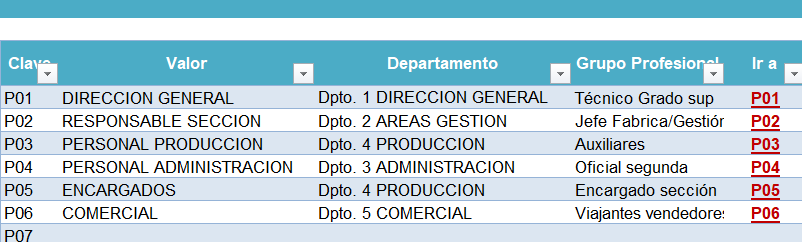 Clave Valor Departamento Grupo Profesional Ir a
P01 DIRECCION GENERAL Dpto. 1 DIRECCION GENERAL Técnico Grado sup P01
P02 RESPONSABLE SECCION Dpto. 2 AREAS GESTION Jefe Fabrica/Gestión P02
P03 PERSONAL PRODUCCION Dpto. 4 PRODUCCION Auxiliares P03
P04 PERSONAL ADMINISTRACION Dpto. 3 ADMINISTRACION Oficial segunda P04
P05 ENCARGADOS Dpto. 4 PRODUCCION Encargado sección P05
P06 COMERCIAL Dpto. 5 COMERCIAL Viajantes vendedores P06
P07